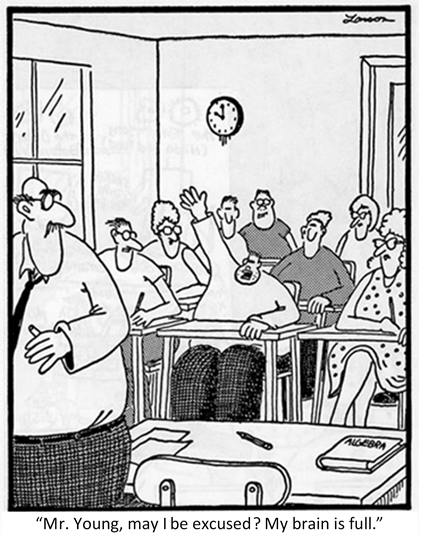 Larson
ALGEBRA
“Mr. Young, may I be excused? My brain is full.”